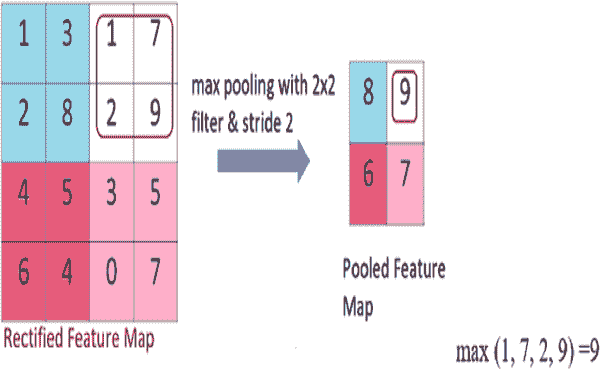 1 3 1 7
2 8 2 9
4 5 3 5
6 4 0 7
Rectified Feature Map
max pooling with 2x2
filter & stride 2
8 9
6 7
Pooled Feature
Map
max (1, 7, 2, 9) =9